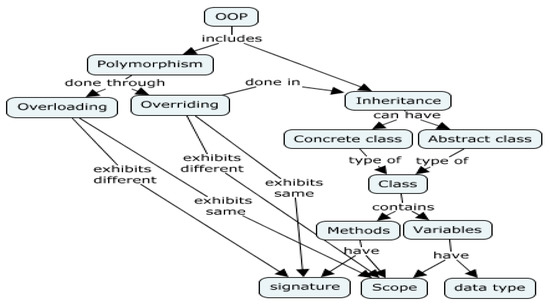 OOP
includes
Polymorphism
done through
done in
Overloading
Overriding
Inheritance
can have
Concrete class
Abstract class
type of
type of
exhibits
different
exhibits
different
exhibits
same
exhibits
same
Class
contains
Methods
Variables
have
have
signature
Scope
data type